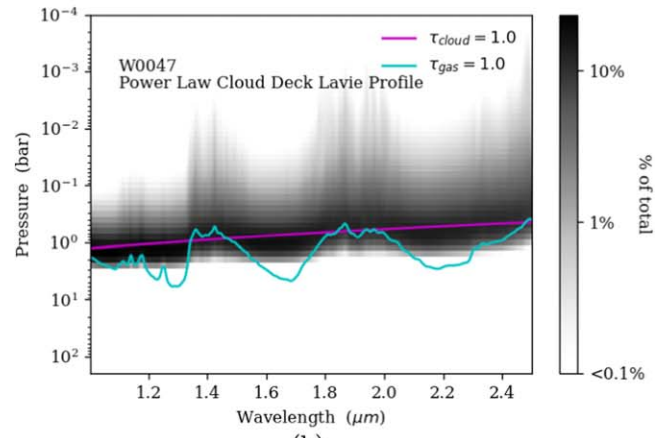 10⁻⁴
10⁻³
10⁻²
10⁻¹
10⁰
10¹
10²
Pressure (bar)
W0047
Power Law Cloud Deck Lavie Profile
τcloud = 1.0
τgas = 1.0
1.2 1.4 1.6 1.8 2.0 2.2 2.4
Wavelength (μm)
10%
1%
<0.1%
% of total